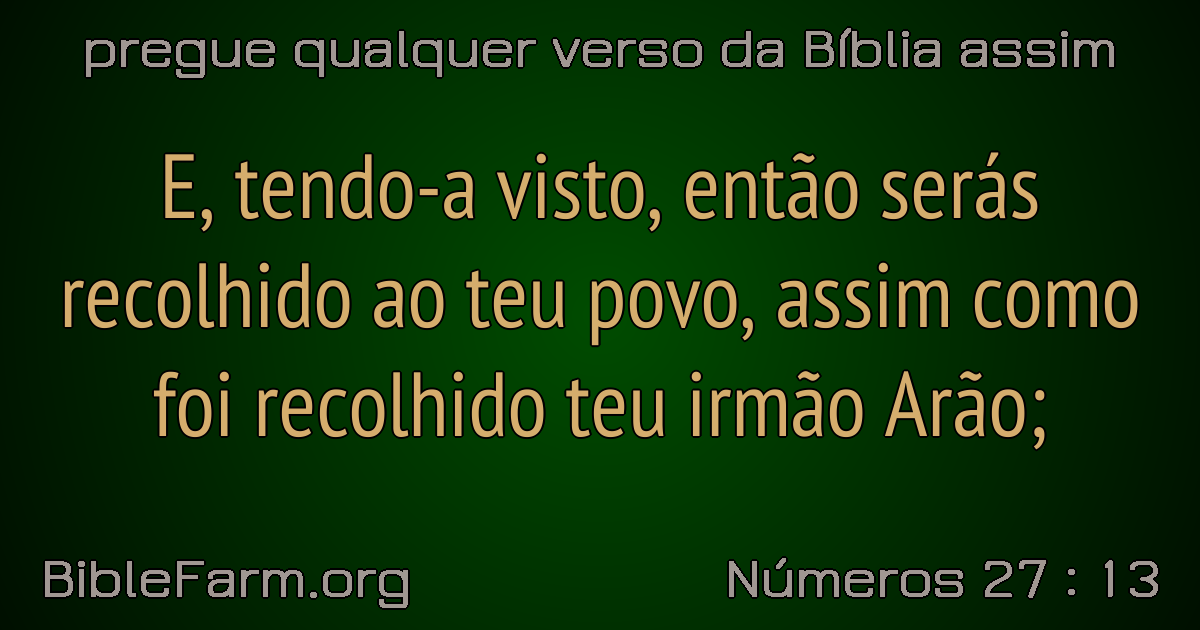 pregue qualquer verso da Bíblia assim
E, tendo-a visto, então serás
recolhido ao teu povo, assim como
foi recolhido teu irmão Arão;
BibleFarm.org
Números 27 : 13